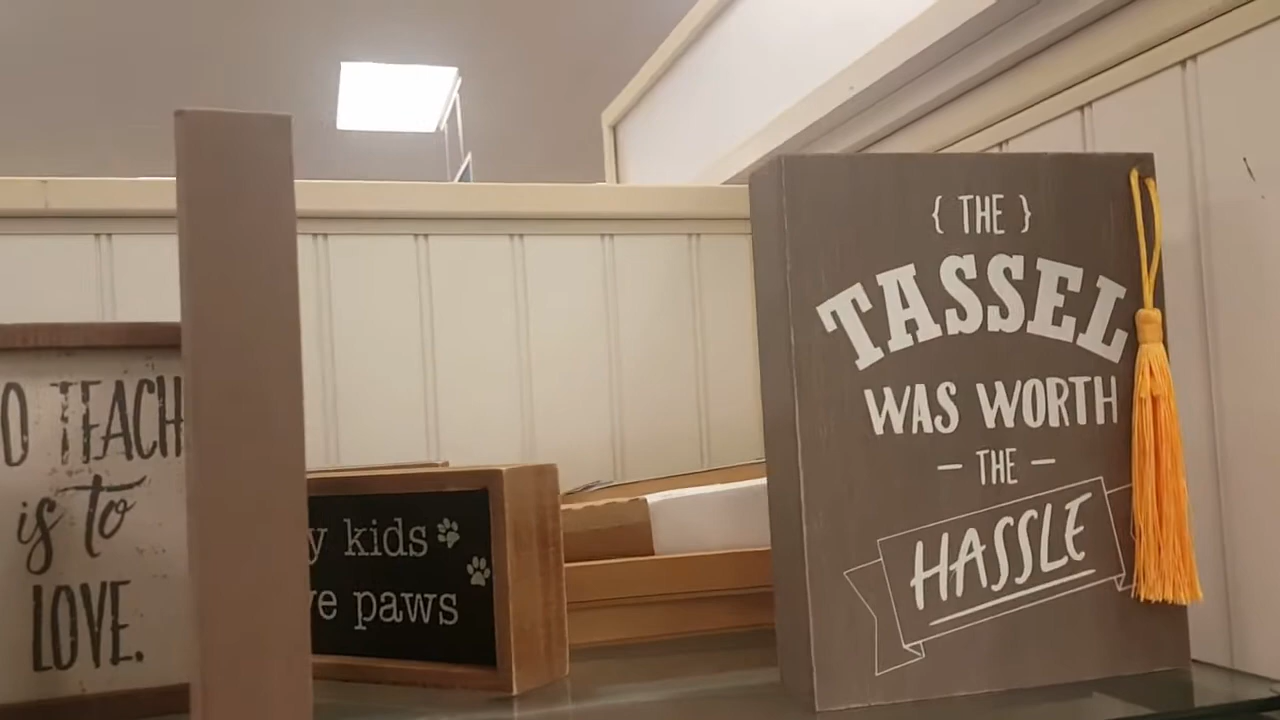 TEACH
is to
LOVE.
kids
paws
{ THE }
TASSEL
WAS WORTH
– THE –
HASSLE